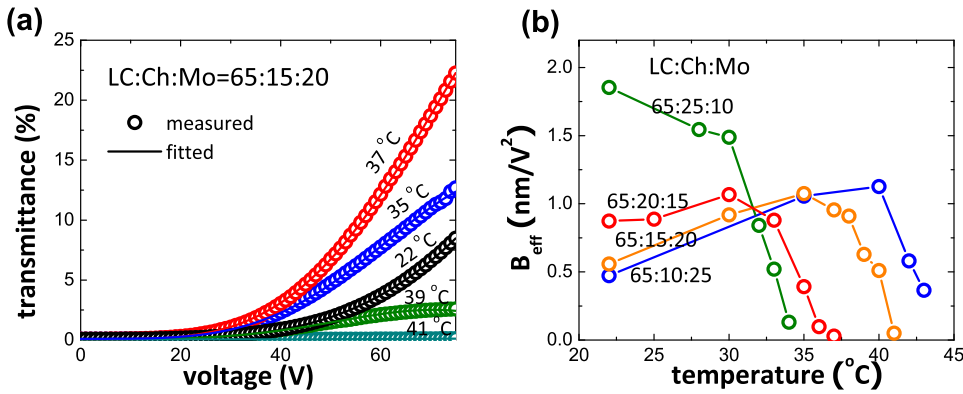 (a)
25
20
15
10
5
0
transmittance (%)
LC:Ch:Mo=65:15:20
measured
fitted
37 °C
35 °C
22°C
39 °C
41 °C
0 20 40 60
voltage (V)
(b)
2.0
1.5
1.0
0.5
0.0
B_eff (nm/V²)
LC:Ch:Mo
65:25:10
65:20:15
65:15:20
65:10:25
20 25 30 35 40 45
temperature (°C)